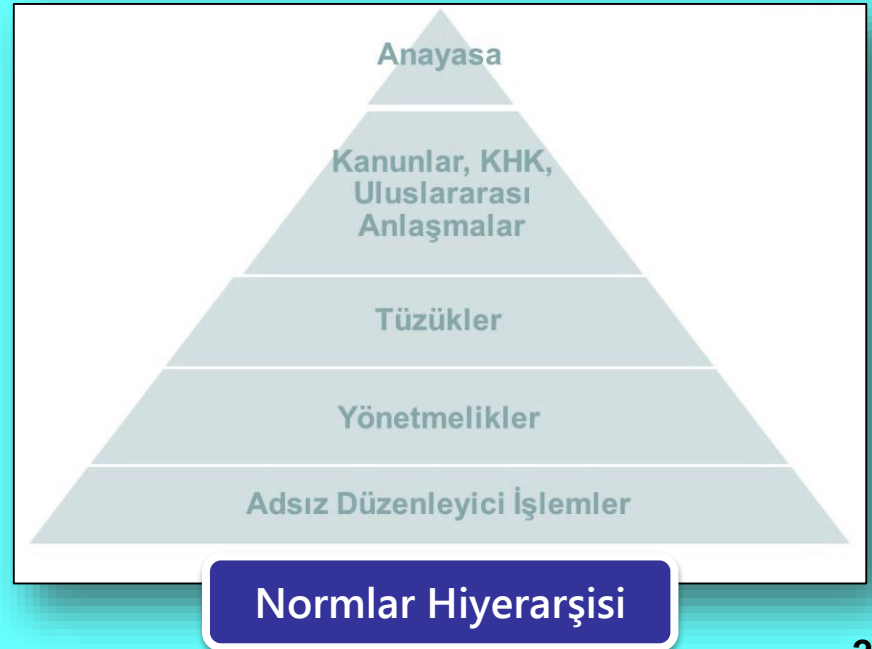 Anayasa
Kanunlar, KHK,
Uluslararası
Anlaşmalar
Tüzükler
Yönetmelikler
Adsız Düzenleyici İşlemler
Normlar Hiyerarşisi